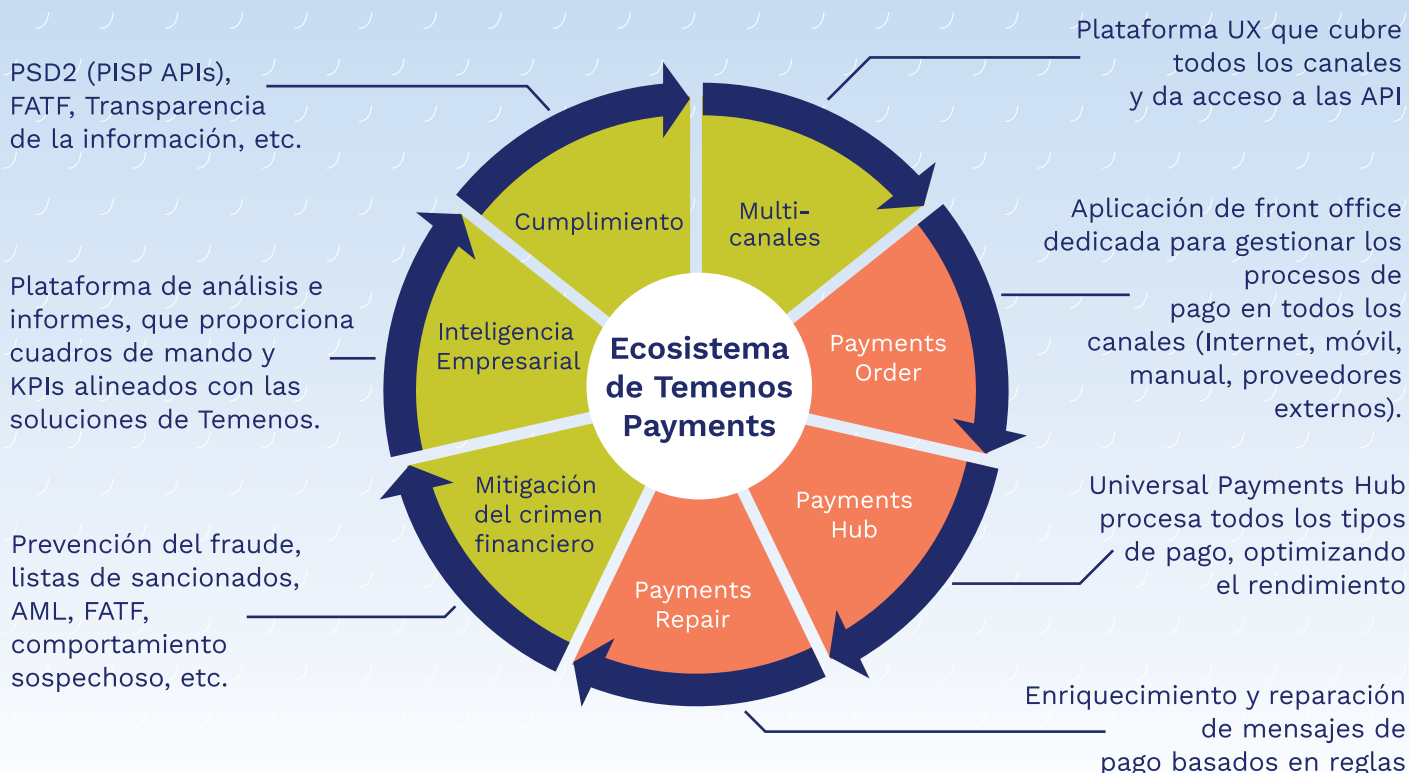 PSD2 (PISP APIs),
FATF, Transparencia
de la información, etc.
Plataforma UX que cubre
todos los canales
y da acceso a las API
Cumplimiento
Multi-
canales
Aplicación de front office
dedicada para gestionar los
procesos de
pago en todos los
canales (Internet, móvil,
manual, proveedores
externos).
Plataforma de análisis e
informes, que proporciona
cuadros de mando y
KPIs alineados con las
soluciones de Temenos.
Inteligencia
Empresarial
Ecosistema
de Temenos
Payments
Payments
Order
Mitigación
del crimen
financiero
Payments
Hub
Universal Payments Hub
procesa todos los tipos
de pago, optimizando
el rendimiento
Prevención del fraude,
listas de sancionados,
AML, FATF,
comportamiento
sospechoso, etc.
Payments
Repair
Enriquecimiento y reparación
de mensajes de
pago basados en reglas